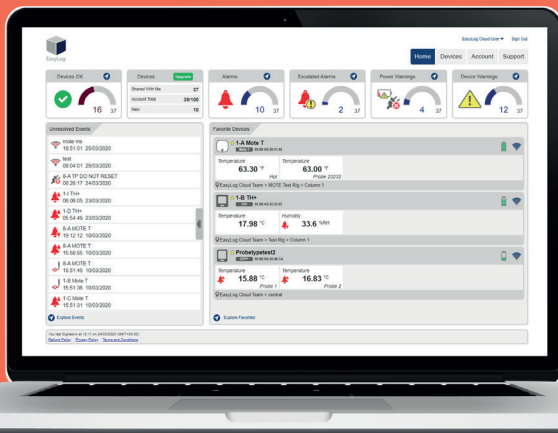 EasyLog Cloud User Sign Out
EasyLog
Home Devices Account Support
Devices OK
16 37
Devices Upgrade
Shared With Me 37
Account Total 29/100
New 10
Alarms
10 37
Escalated Alarms
2 37
Power Warnings
4 37
Device Warnings
12 37
Unresolved Events
mote me
18:51:01 25/03/2020
test
08:04:01 25/03/2020
8-A TP DO NOT RESET
08:26:17 24/03/2020
1-I TH+
06:06:05 23/03/2020
1-D TH+
05:54:49 23/03/2020
8-A MOTE T
19:12:12 10/03/2020
8-A MOTE T
15:58:55 10/03/2020
8-A MOTE T
15:51:45 10/03/2020
1-B Mote T
15:51:36 10/03/2020
1-C Mote T
15:51:31 10/03/2020
Explore Events
Favorite Devices
1-A Mote T
Temperature Temperature
63.30 °F 63.00 °F
Hot Probe 23232
EasyLog Cloud Team > MOTE Test Rig > Column 1
1-B TH+
Temperature Humidity
17.98 °C 33.6 %RH
EasyLog Cloud Team > Test Rig > Column 1
Probetypetest2
Temperature Temperature
15.88 °C 16.83 °C
Probe 1 Probe 2
EasyLog Cloud Team > central
Explore Favorites
Refund Policy Privacy Policy Terms and Conditions